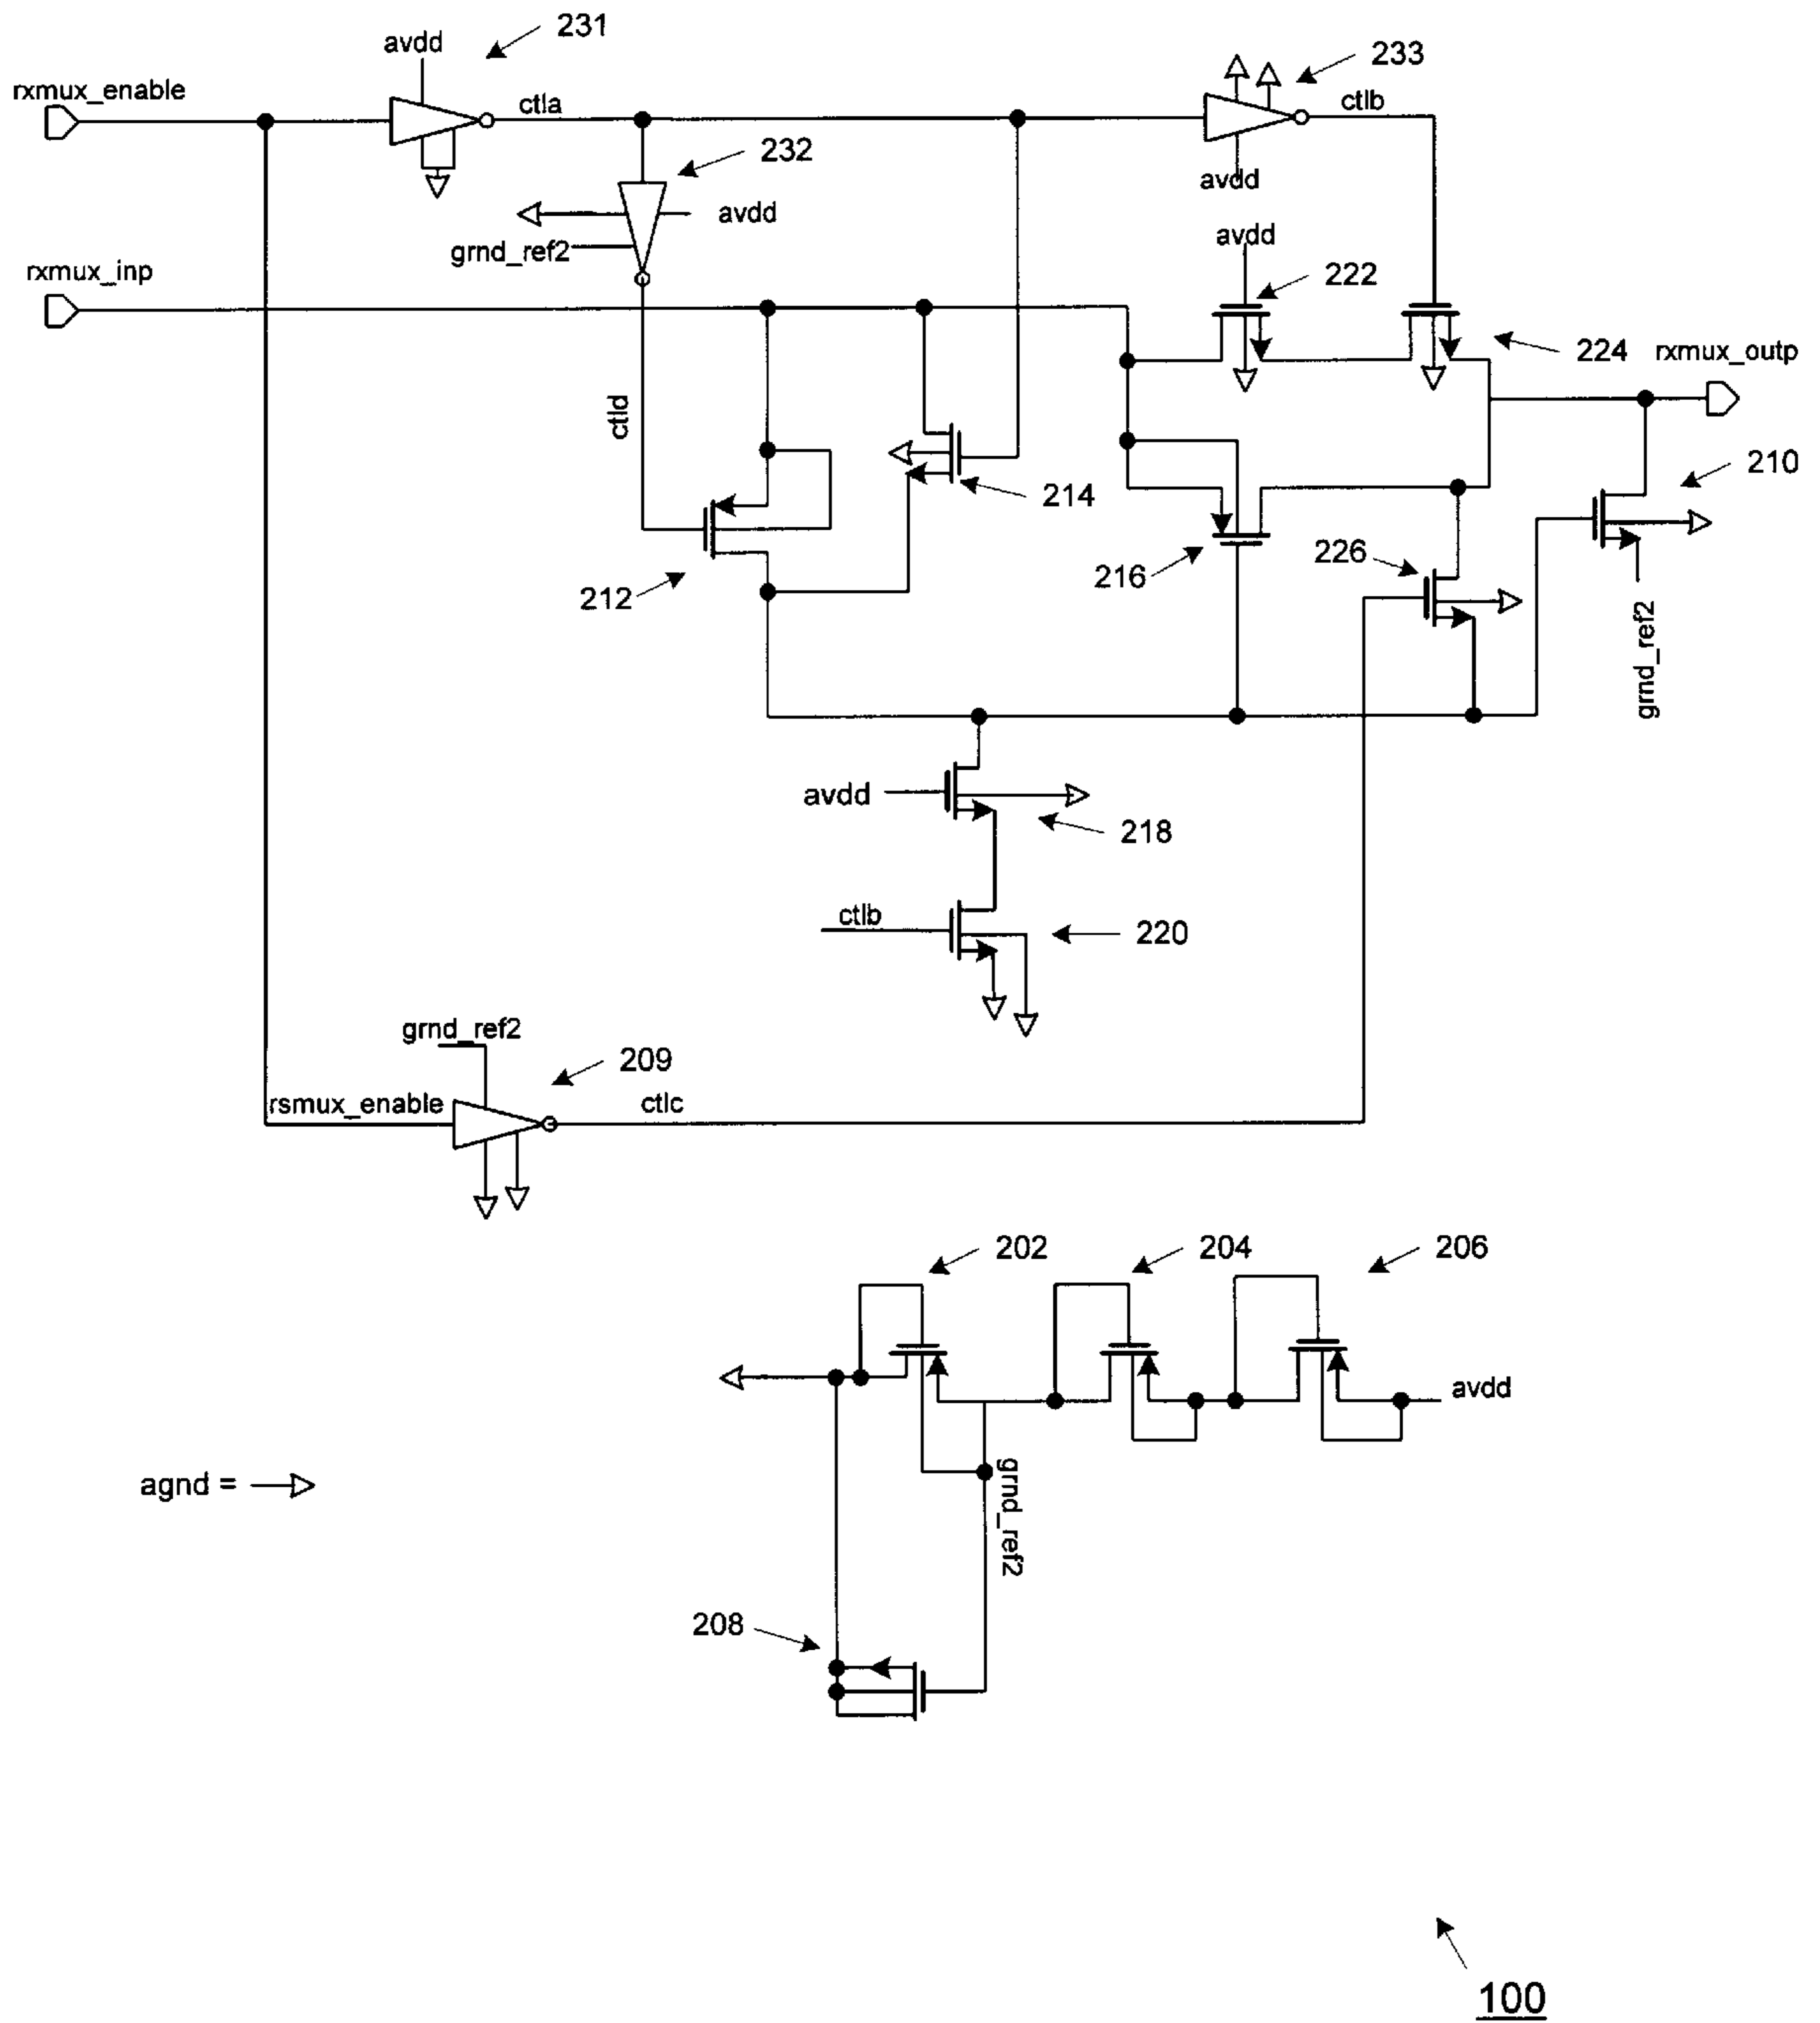 231
avdd
233
rxmux_enable
ctla
ctlb
232
avdd
avdd
grnd_ref2
avdd
rxmux_inp
222
224
rxmux_outp
ctld
210
214
226
216
212
grnd_ref2
avdd
218
ctlb
220
grnd_ref2
209
rsmux_enable
ctlc
202
204
206
avdd
agnd =
grnd_ref2
208
100